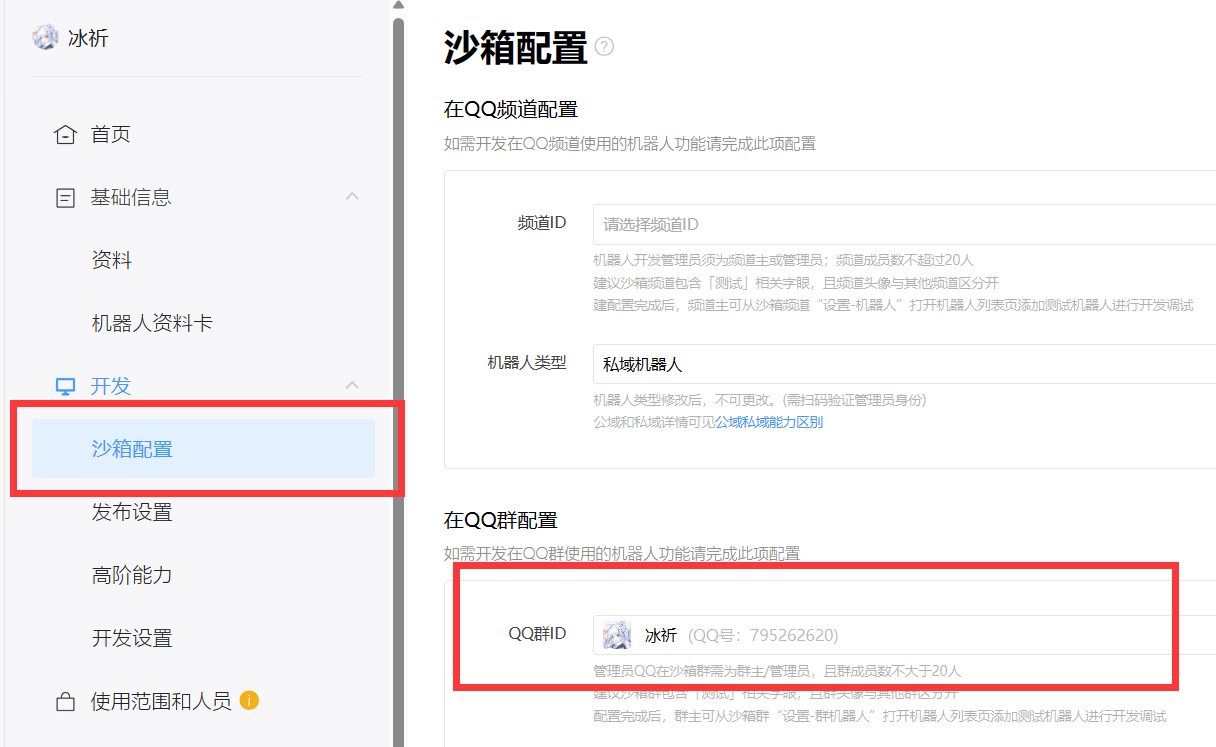 冰祈
首页
基础信息
资料
机器人资料卡
开发
沙箱配置
发布设置
高阶能力
开发设置
使用范围和人员
沙箱配置
在QQ频道配置
如需开发在QQ频道使用的机器人功能请完成此项配置
频道ID 请选择频道ID
机器人开发管理员须为频道主或管理员；频道成员数不超过20人
建议沙箱频道包含「测试」相关字眼，且频道头像与其他频道区分开
建配置完成后，频道主可从沙箱频道“设置-机器人”打开机器人列表页添加测试机器人进行开发调试
机器人类型 私域机器人
机器人类型修改后，不可更改。(需扫码验证管理员身份)
公域和私域详情可见公域私域能力区别
在QQ群配置
如需开发在QQ群使用的机器人功能请完成此项配置
QQ群ID 冰祈 (QQ号：795262620)
管理员QQ在沙箱群需为群主/管理员，且群成员数不大于20人
建议沙箱群包含「测试」相关字眼，且群头像与其他群区分开
配置完成后，群主可从沙箱群“设置-群机器人”打开机器人列表页添加测试机器人进行开发调试